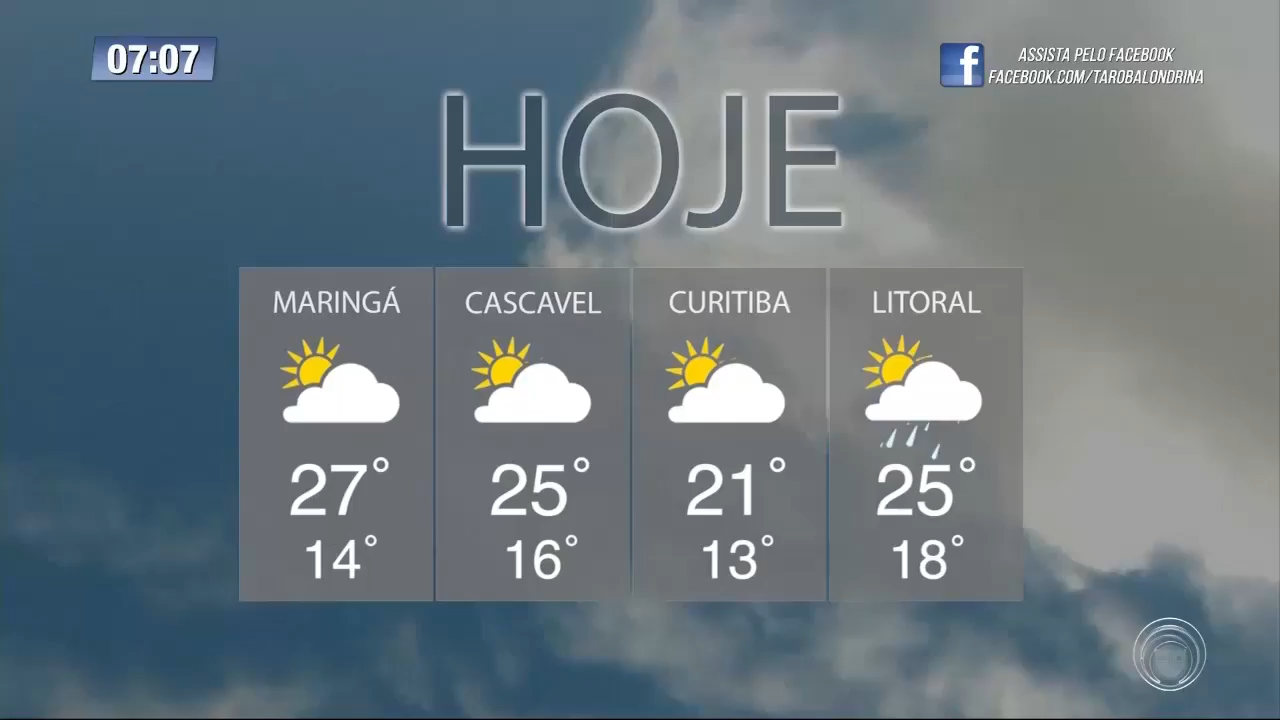 07:07
ASSISTA PELO FACEBOOK
FACEBOOK.COM/TAROBALONDRINA
HOJE
MARINGÁ CASCAVEL CURITIBA LITORAL
27° 25° 21° 25°
14° 16° 13° 18°